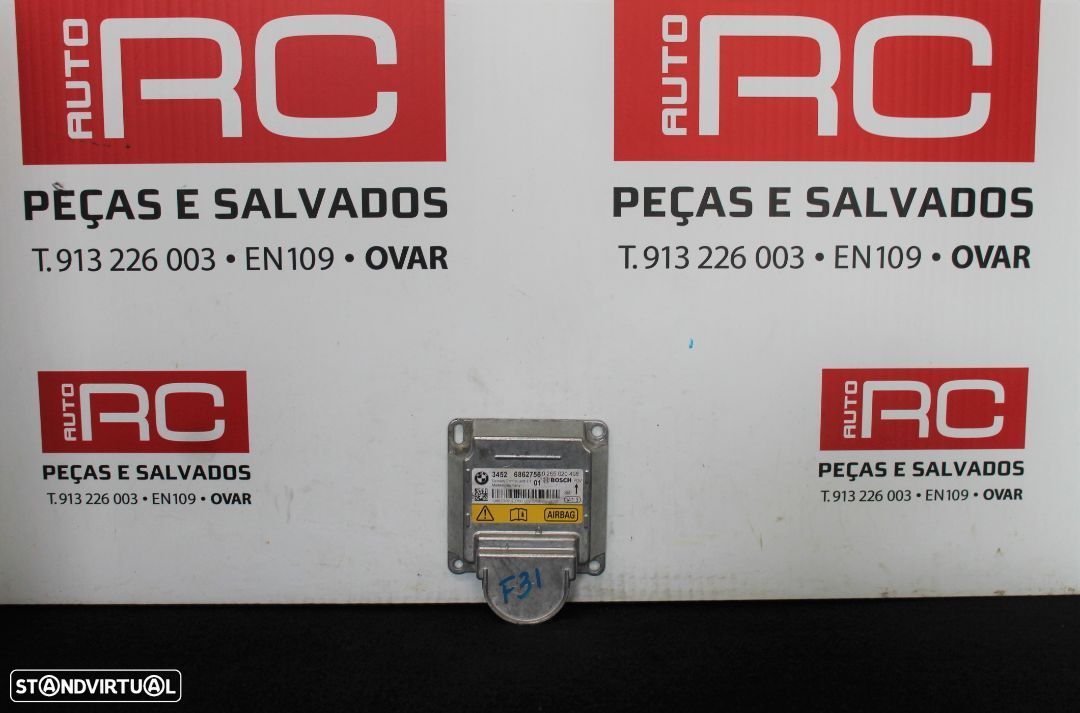 AUTO RC
PEÇAS E SALVADOS
T. 913 226 003 • EN109 • OVAR
AUTO RC
PEÇAS E SALVADOS
T. 913 226 003 • EN109 • OVAR
AUTO RC
PEÇAS E SALVADOS
T. 913 226 003 • EN109 • OVAR
AUTO RC
PEÇAS E SALVADOS
T. 913 226 003 • EN109 • OVAR
3452 6862756
01 BOSCH
AIRBAG
F31
STANDVIRTUAL